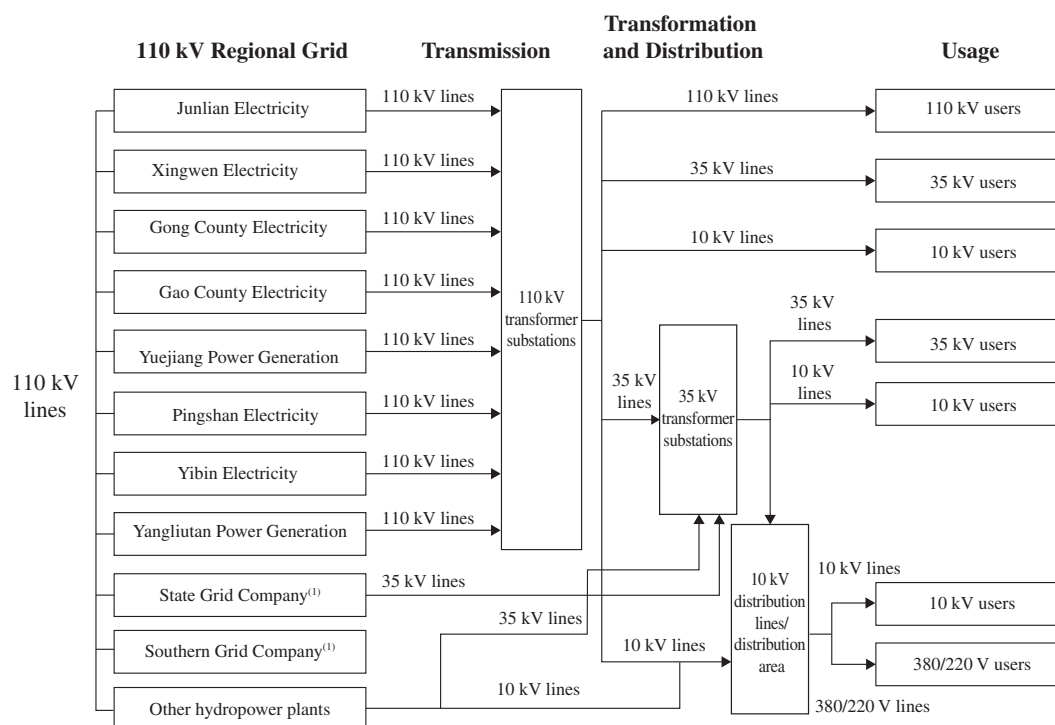 110 kV Regional Grid
Transmission
Transformation
and Distribution
Usage
110 kV
lines
Junlian Electricity
Xingwen Electricity
Gong County Electricity
Gao County Electricity
Yuejiang Power Generation
Pingshan Electricity
Yibin Electricity
Yangliutan Power Generation
State Grid Company(1)
Southern Grid Company(1)
Other hydropower plants
110 kV lines
110 kV lines
110 kV lines
110 kV lines
110 kV lines
110 kV lines
110 kV lines
110 kV lines
35 kV lines
35 kV lines
10 kV lines
110 kV
transformer
substations
110 kV lines
35 kV lines
10 kV lines
35 kV
lines
35 kV
transformer
substations
35 kV
lines
10 kV
lines
10 kV lines
10 kV
distribution
lines/
distribution
area
10 kV lines
380/220 V lines
110 kV users
35 kV users
10 kV users
35 kV users
10 kV users
10 kV users
380/220 V users